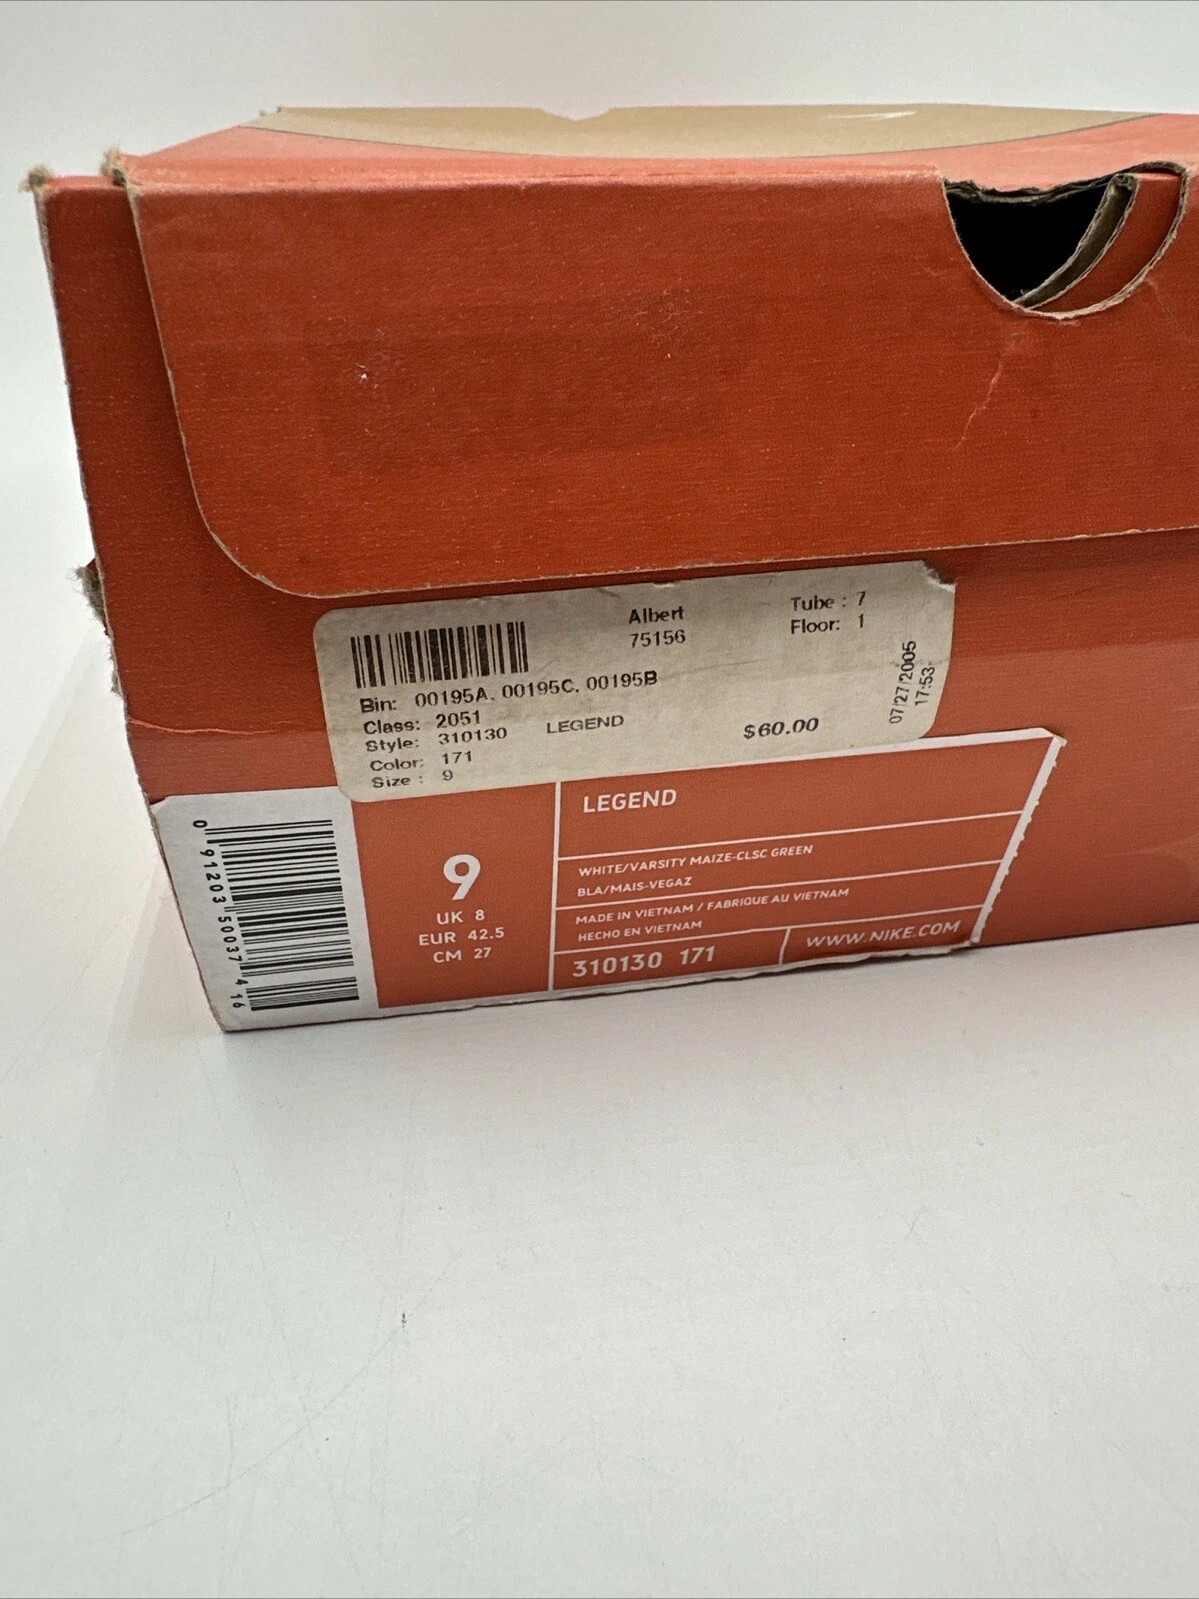 Albert
75156
Tube : 7
Floor: 1
07/27/2005
17:53
Bin: 00195A, 00195C, 00195B
Class: 2051
Style: 310130 LEGEND $60.00
Color: 171
Size : 9
0 91203 50037 4 16
9
UK 8
EUR 42.5
CM 27
LEGEND
WHITE/VARSITY MAIZE-CLSC GREEN
BLA/MAIS-VEGAZ
MADE IN VIETNAM / FABRIQUE AU VIETNAM
HECHO EN VIETNAM
310130 171
WWW.NIKE.COM